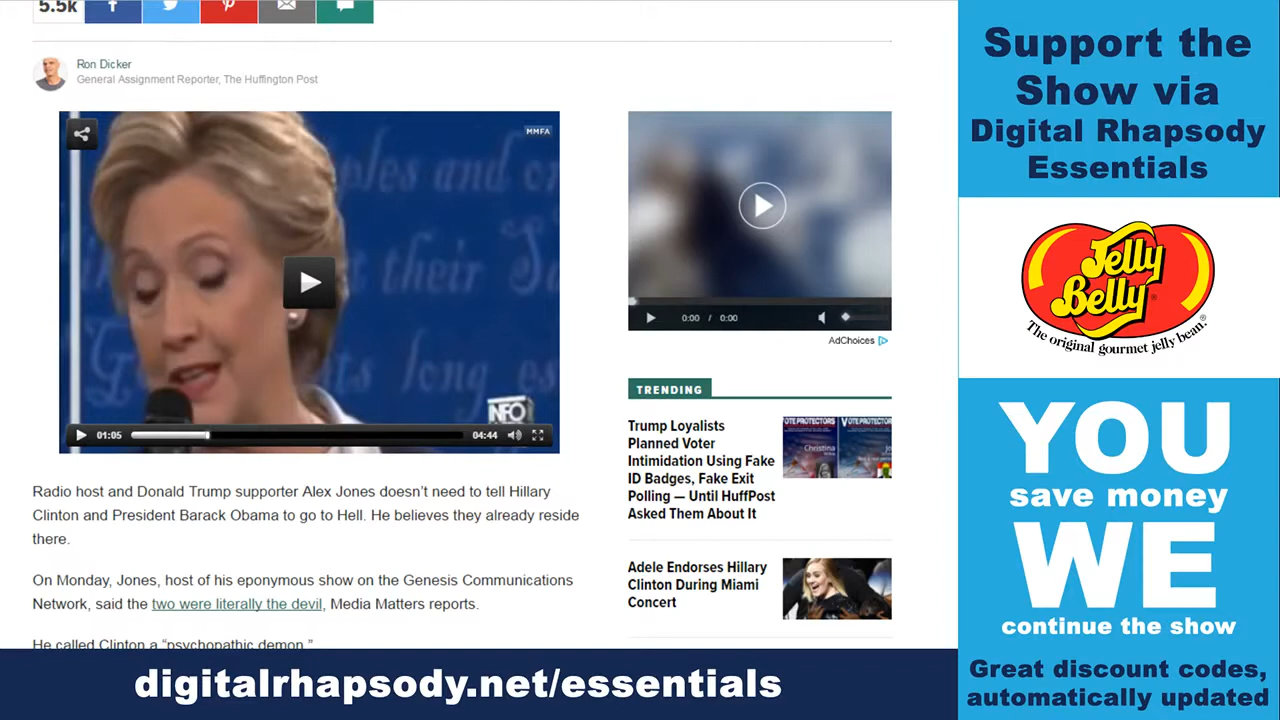 5.5k
Ron Dicker
General Assignment Reporter, The Huffington Post
MMFA
INFO
01:05
04:44
Radio host and Donald Trump supporter Alex Jones doesn't need to tell Hillary
Clinton and President Barack Obama to go to Hell. He believes they already reside
there.
On Monday, Jones, host of his eponymous show on the Genesis Communications
Network, said the two were literally the devil, Media Matters reports.
He called Clinton a "psychopathic demon."
0:00 / 0:00
AdChoices
TRENDING
Trump Loyalists
Planned Voter
Intimidation Using Fake
ID Badges, Fake Exit
Polling — Until HuffPost
Asked Them About It
Adele Endorses Hillary
Clinton During Miami
Concert
Support the
Show via
Digital Rhapsody
Essentials
Jelly
Belly®
The original gourmet jelly bean.®
YOU
save money
WE
continue the show
Great discount codes,
automatically updated
digitalrhapsody.net/essentials